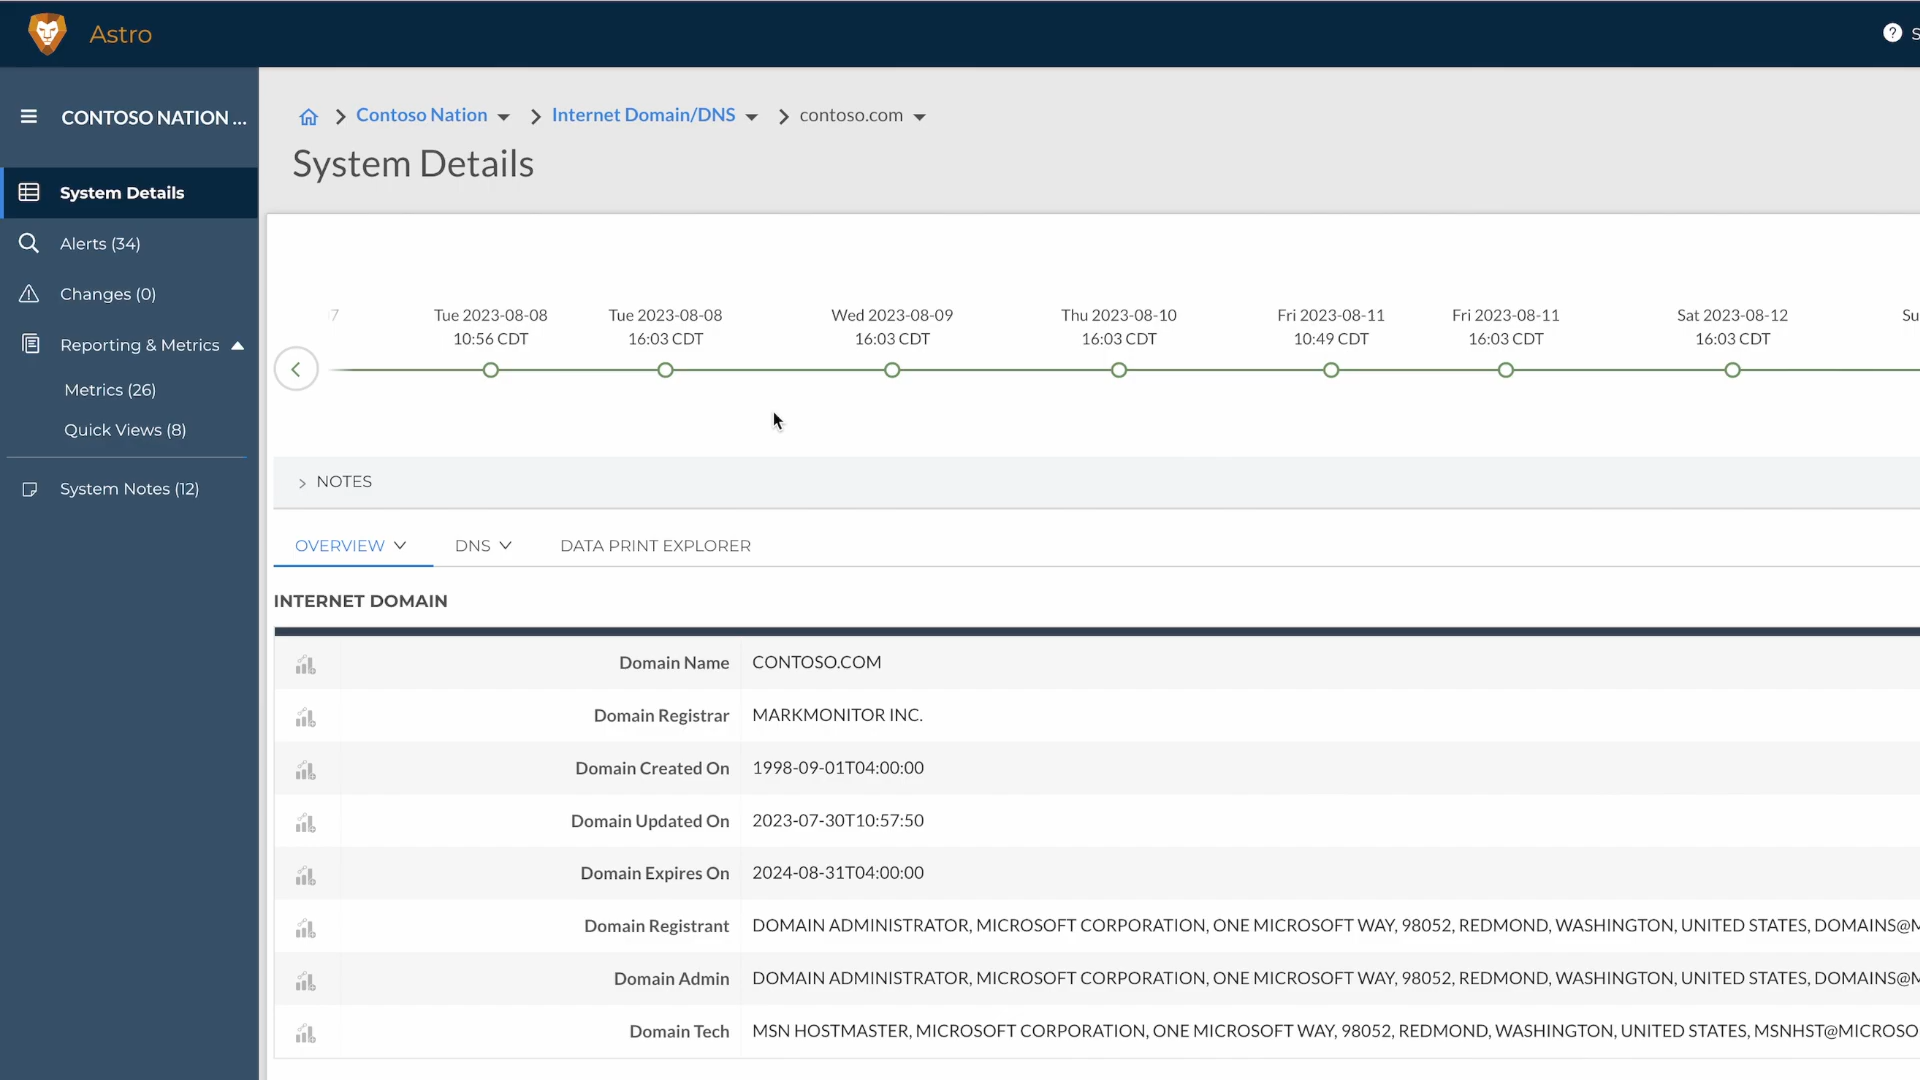 Astro
?
CONTOSO NATION ...
System Details
Alerts (34)
Changes (0)
Reporting & Metrics
Metrics (26)
Quick Views (8)
System Notes (12)
Contoso Nation
Internet Domain/DNS
contoso.com
System Details
Tue 2023-08-08
10:56 CDT
Tue 2023-08-08
16:03 CDT
Wed 2023-08-09
16:03 CDT
Thu 2023-08-10
16:03 CDT
Fri 2023-08-11
10:49 CDT
Fri 2023-08-11
16:03 CDT
Sat 2023-08-12
16:03 CDT
Su
NOTES
OVERVIEW
DNS
DATA PRINT EXPLORER
INTERNET DOMAIN
Domain Name CONTOSO.COM
Domain Registrar MARKMONITOR INC.
Domain Created On 1998-09-01T04:00:00
Domain Updated On 2023-07-30T10:57:50
Domain Expires On 2024-08-31T04:00:00
Domain Registrant DOMAIN ADMINISTRATOR, MICROSOFT CORPORATION, ONE MICROSOFT WAY, 98052, REDMOND, WASHINGTON, UNITED STATES, DOMAINS@M
Domain Admin DOMAIN ADMINISTRATOR, MICROSOFT CORPORATION, ONE MICROSOFT WAY, 98052, REDMOND, WASHINGTON, UNITED STATES, DOMAINS@M
Domain Tech MSN HOSTMASTER, MICROSOFT CORPORATION, ONE MICROSOFT WAY, 98052, REDMOND, WASHINGTON, UNITED STATES, MSNHST@MICROSO